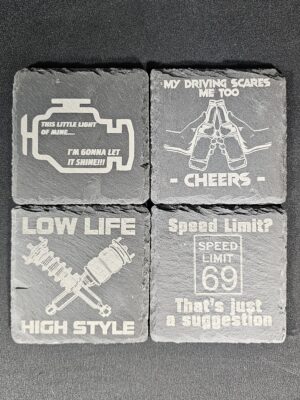 THIS LITTLE LIGHT
OF MINE....
I'M GONNA LET
IT SHINE!!!
MY DRIVING SCARES
ME TOO
- CHEERS -
LOW LIFE
HIGH STYLE
Speed Limit?
SPEED
LIMIT
69
That's just
a suggestion